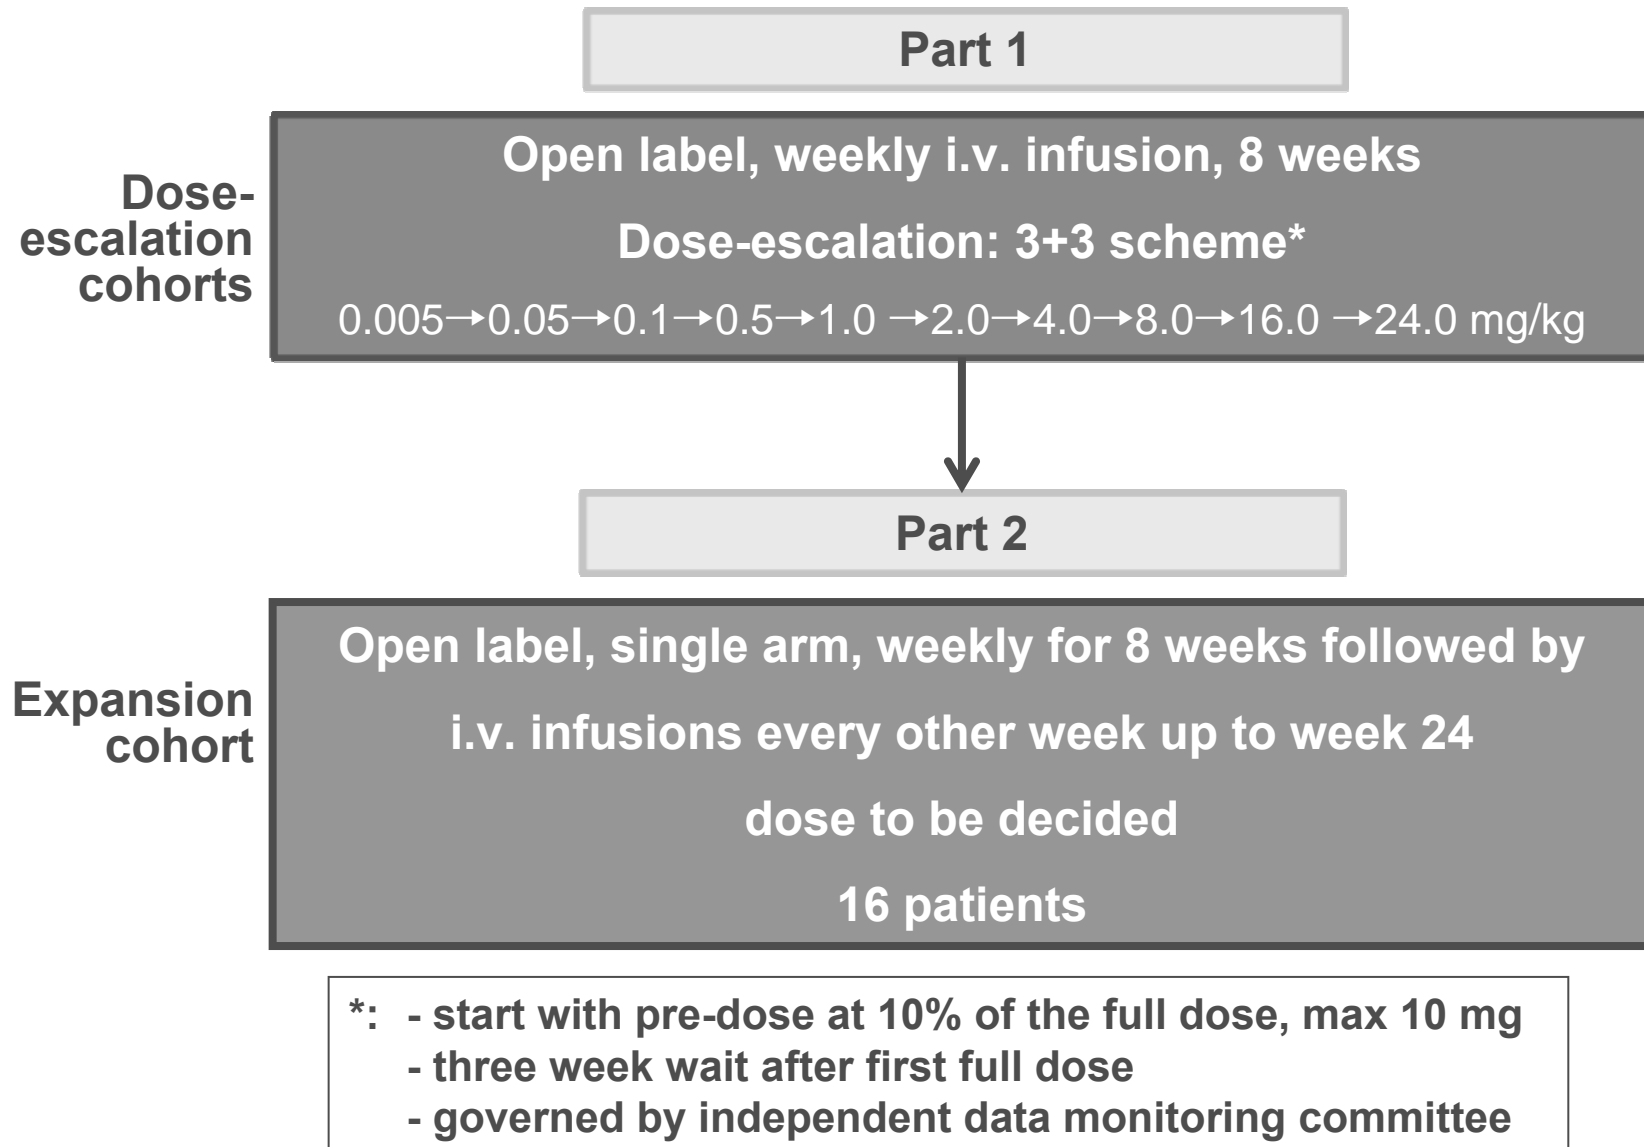 Part 1
Dose-
escalation
cohorts
Open label, weekly i.v. infusion, 8 weeks
Dose-escalation: 3+3 scheme*
0.005→0.05→0.1→0.5→1.0 →2.0→4.0→8.0→16.0 →24.0 mg/kg
Part 2
Expansion
cohort
Open label, single arm, weekly for 8 weeks followed by
i.v. infusions every other week up to week 24
dose to be decided
16 patients
*: - start with pre-dose at 10% of the full dose, max 10 mg
- three week wait after first full dose
- governed by independent data monitoring committee